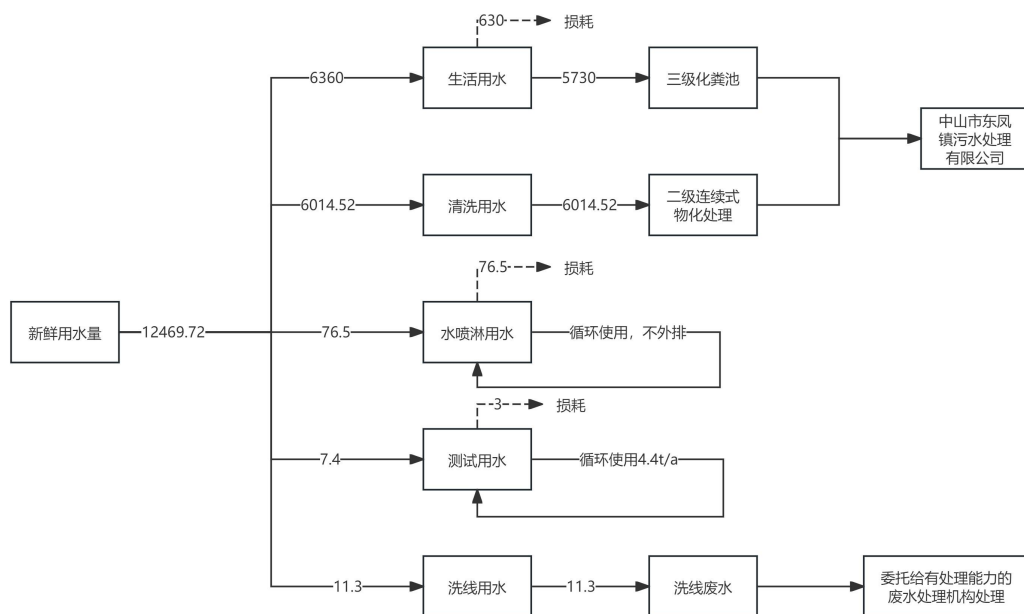 630
损耗
6360
生活用水
5730
三级化粪池
中山市东凤
镇污水处理
有限公司
6014.52
清洗用水
6014.52
二级连续式
物化处理
76.5
损耗
新鲜用水量
12469.72
76.5
水喷淋用水
循环使用，不外排
3
损耗
7.4
测试用水
循环使用4.4t/a
11.3
洗线用水
11.3
洗线废水
委托给有处理能力的
废水处理机构处理